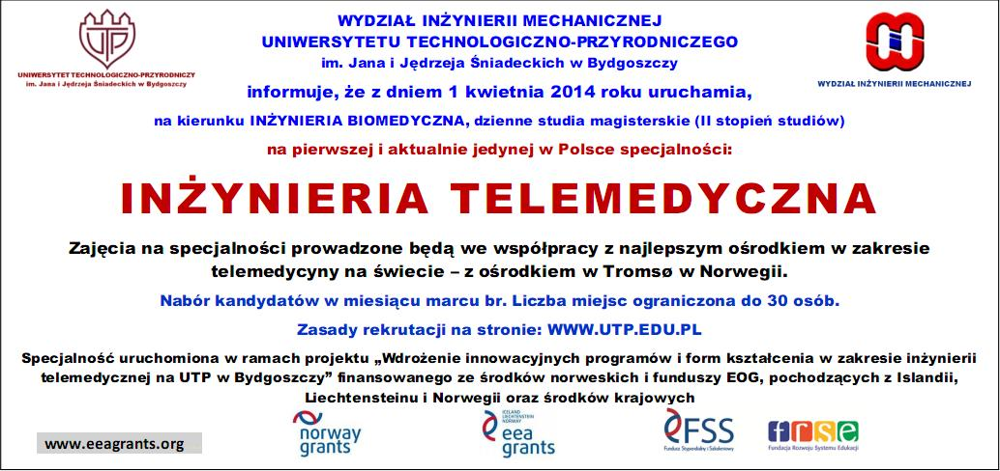 UTP
UNIWERSYTET TECHNOLOGICZNO-PRZYRODNICZY
im. Jana i Jędrzeja Śniadeckich w Bydgoszczy
WYDZIAŁ INŻYNIERII MECHANICZNEJ
UNIWERSYTETU TECHNOLOGICZNO-PRZYRODNICZEGO
im. Jana i Jędrzeja Śniadeckich w Bydgoszczy
WYDZIAŁ INŻYNIERII MECHANICZNEJ
informuje, że z dniem 1 kwietnia 2014 roku uruchamia,
na kierunku INŻYNIERIA BIOMEDYCZNA, dzienne studia magisterskie (II stopień studiów)
na pierwszej i aktualnie jedynej w Polsce specjalności:
INŻYNIERIA TELEMEDYCZNA
Zajęcia na specjalności prowadzone będą we współpracy z najlepszym ośrodkiem w zakresie
telemedycyny na świecie – z ośrodkiem w Tromsø w Norwegii.
Nabór kandydatów w miesiącu marcu br. Liczba miejsc ograniczona do 30 osób.
Zasady rekrutacji na stronie: WWW.UTP.EDU.PL
Specjalność uruchomiona w ramach projektu „Wdrożenie innowacyjnych programów i form kształcenia w zakresie inżynierii
telemedycznej na UTP w Bydgoszczy” finansowanego ze środków norweskich i funduszy EOG, pochodzących z Islandii,
Liechtensteinu i Norwegii oraz środków krajowych
www.eeagrants.org
norway
grants
ICELAND
LIECHTENSTEIN
NORWAY
eea
grants
FSS
Fundusz Stypendialny i Szkoleniowy
frse
Fundacja Rozwoju Systemu Edukacji